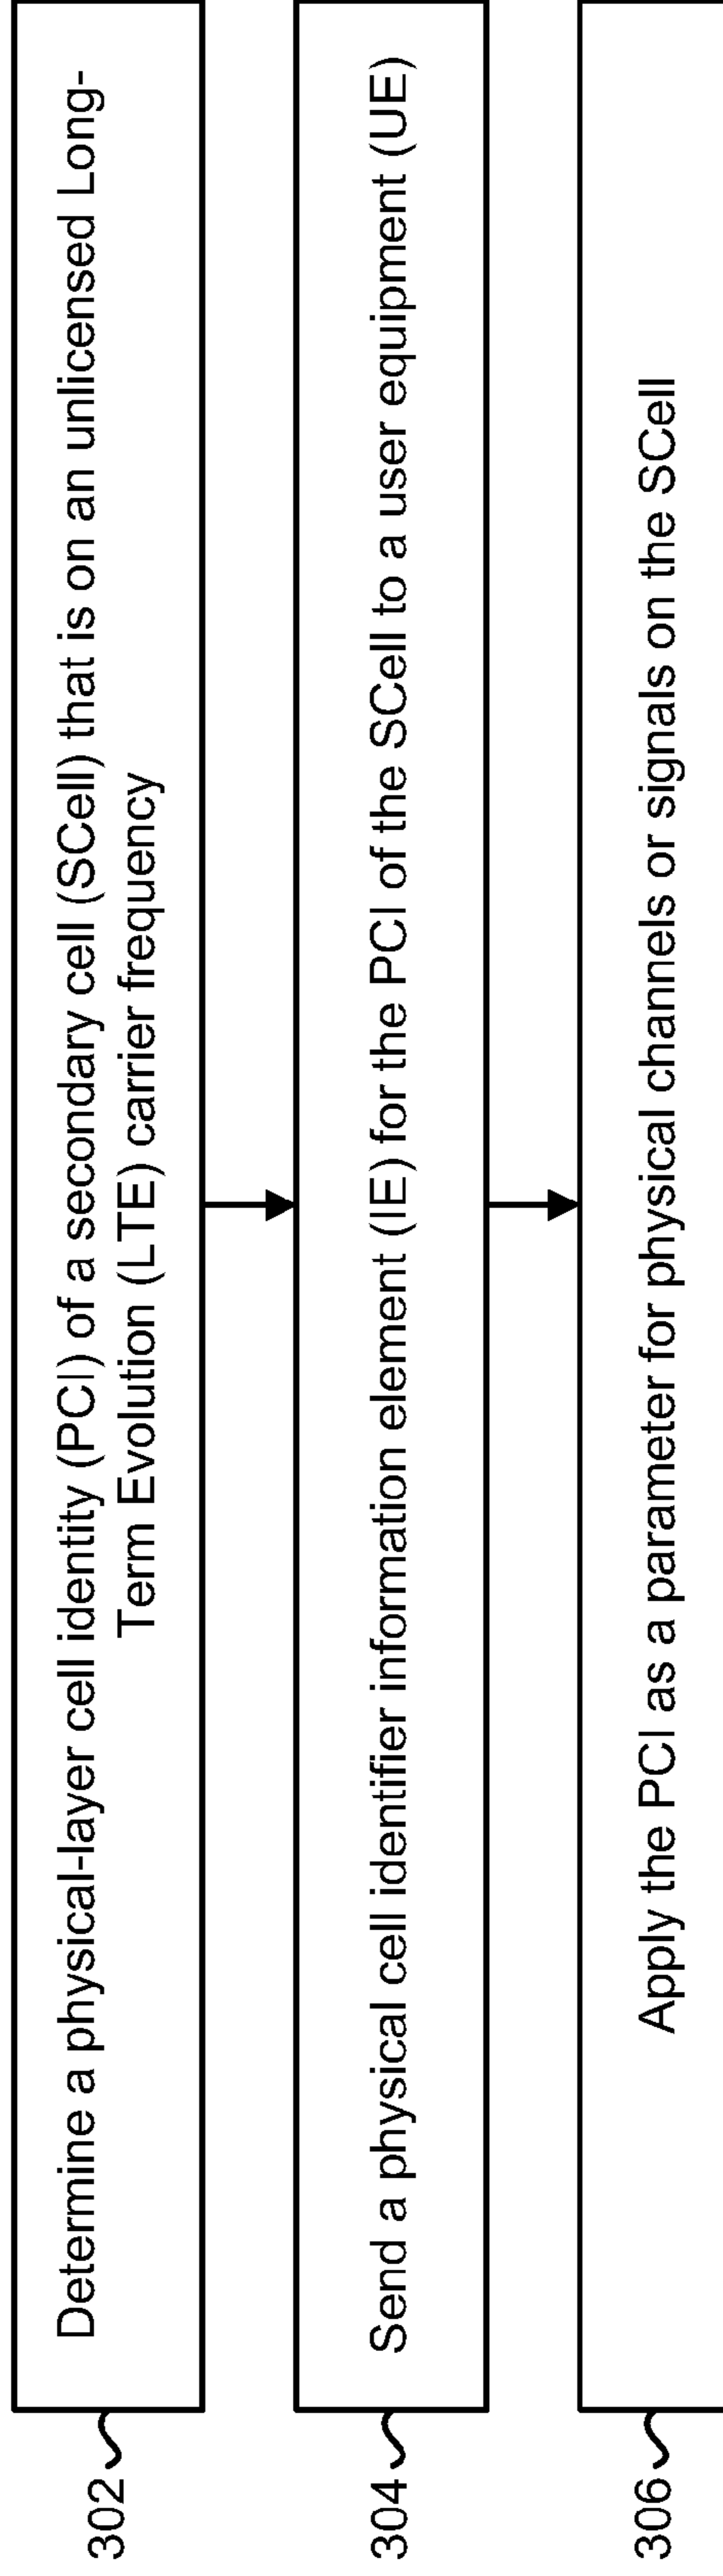 302
Determine a physical-layer cell identity (PCI) of a secondary cell (SCell) that is on an unlicensed Long-
Term Evolution (LTE) carrier frequency
304
Send a physical cell identifier information element (IE) for the PCI of the SCell to a user equipment (UE)
306
Apply the PCI as a parameter for physical channels or signals on the SCell